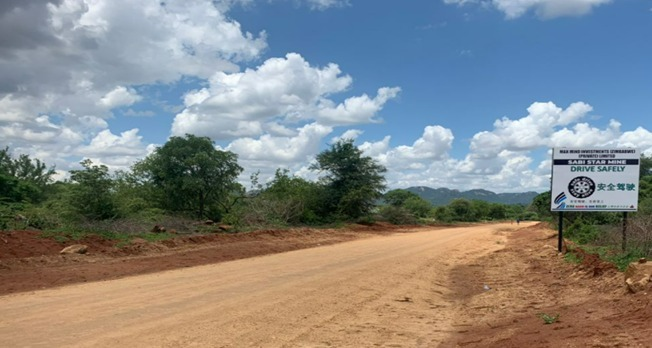 MAX MIND INVESTMENTS (ZIMBABWE)
(PRIVATE) LIMITED
SABI STAR MINE
DRIVE SAFELY
安全驾驶